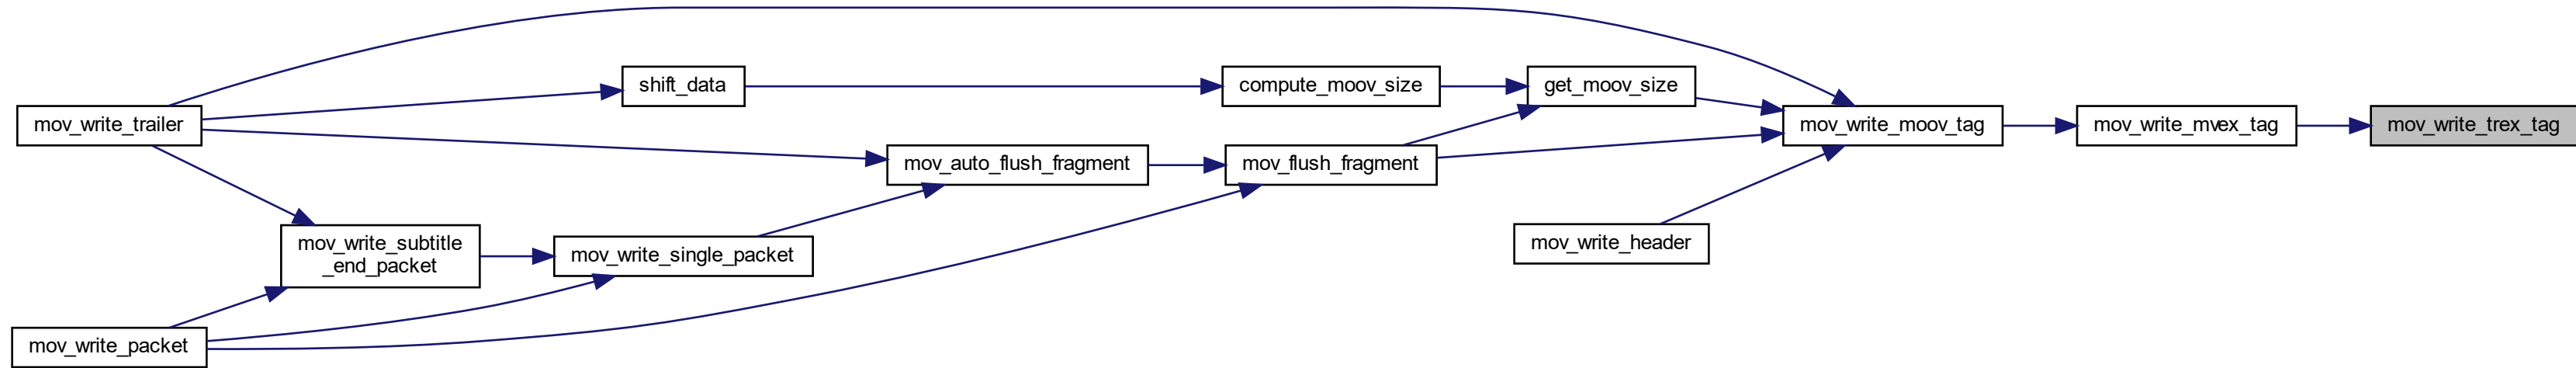 shift_data
compute_moov_size
get_moov_size
mov_write_trailer
mov_write_moov_tag
mov_write_mvex_tag
mov_write_trex_tag
mov_auto_flush_fragment
mov_flush_fragment
mov_write_subtitle
_end_packet
mov_write_single_packet
mov_write_header
mov_write_packet